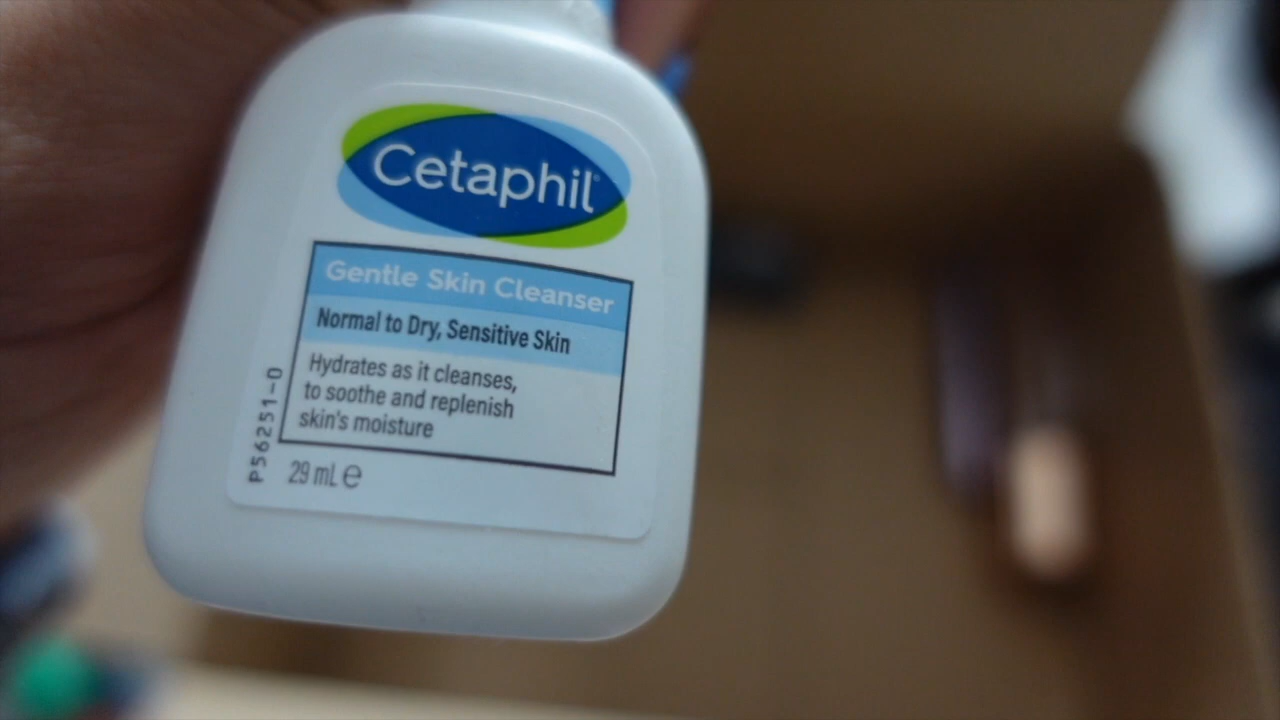 Cetaphil®
Gentle Skin Cleanser
Normal to Dry, Sensitive Skin
Hydrates as it cleanses,
to soothe and replenish
skin's moisture
29 mL ℮
P56251-0